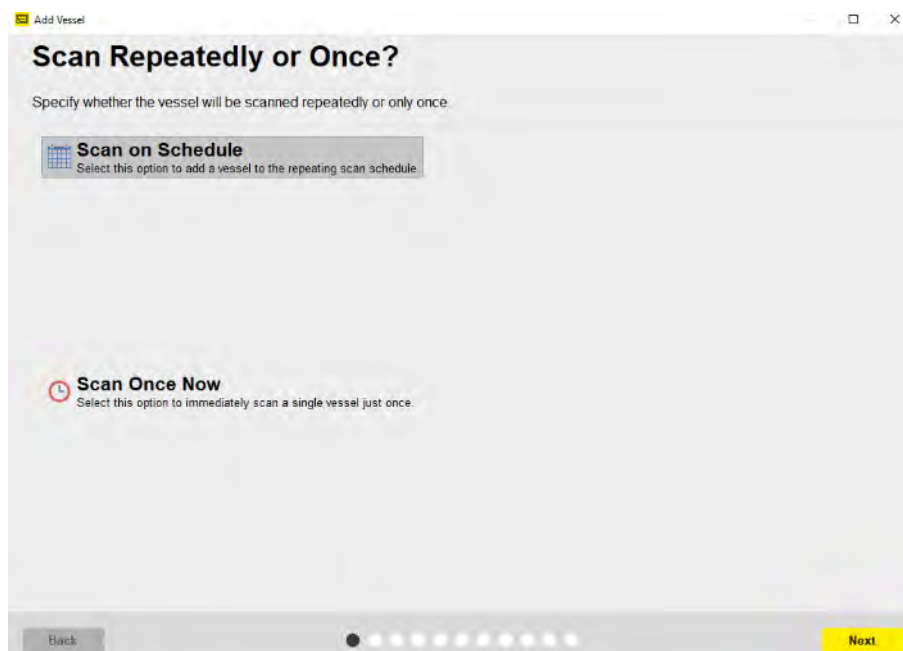 Add Vessel
Scan Repeatedly or Once?
Specify whether the vessel will be scanned repeatedly or only once.
Scan on Schedule
Select this option to add a vessel to the repeating scan schedule
Scan Once Now
Select this option to immediately scan a single vessel just once.
Back
Next